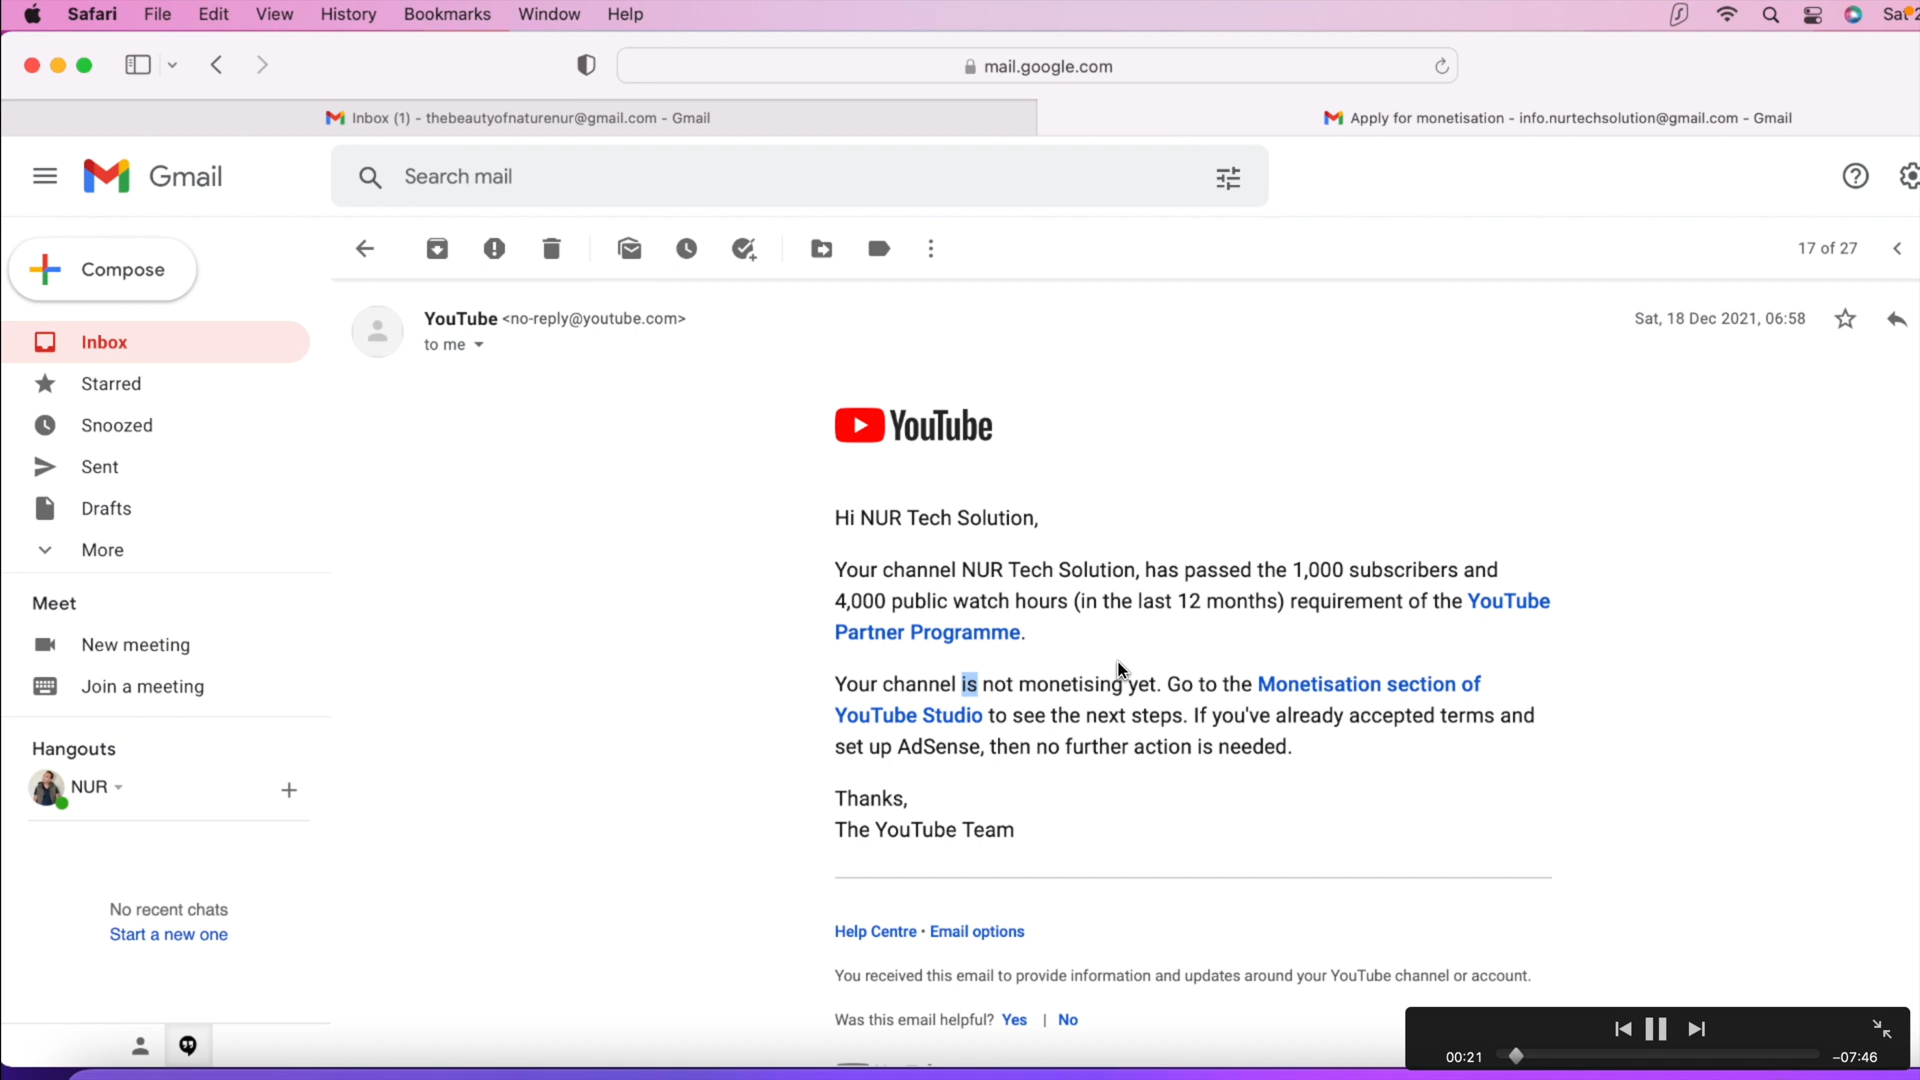 Safari File Edit View History Bookmarks Window Help
mail.google.com
Inbox (1) - thebeautyofnaturenur@gmail.com - Gmail
Apply for monetisation - info.nurtechsolution@gmail.com - Gmail
Gmail
Search mail
Compose
17 of 27
Inbox
Starred
Snoozed
Sent
Drafts
More
Meet
New meeting
Join a meeting
Hangouts
NUR
No recent chats
Start a new one
YouTube <no-reply@youtube.com>
Sat, 18 Dec 2021, 06:58
to me
YouTube
Hi NUR Tech Solution,
Your channel NUR Tech Solution, has passed the 1,000 subscribers and
4,000 public watch hours (in the last 12 months) requirement of the YouTube
Partner Programme.
Your channel is not monetising yet. Go to the Monetisation section of
YouTube Studio to see the next steps. If you've already accepted terms and
set up AdSense, then no further action is needed.
Thanks,
The YouTube Team
Help Centre • Email options
You received this email to provide information and updates around your YouTube channel or account.
Was this email helpful? Yes | No
00:21
-07:46